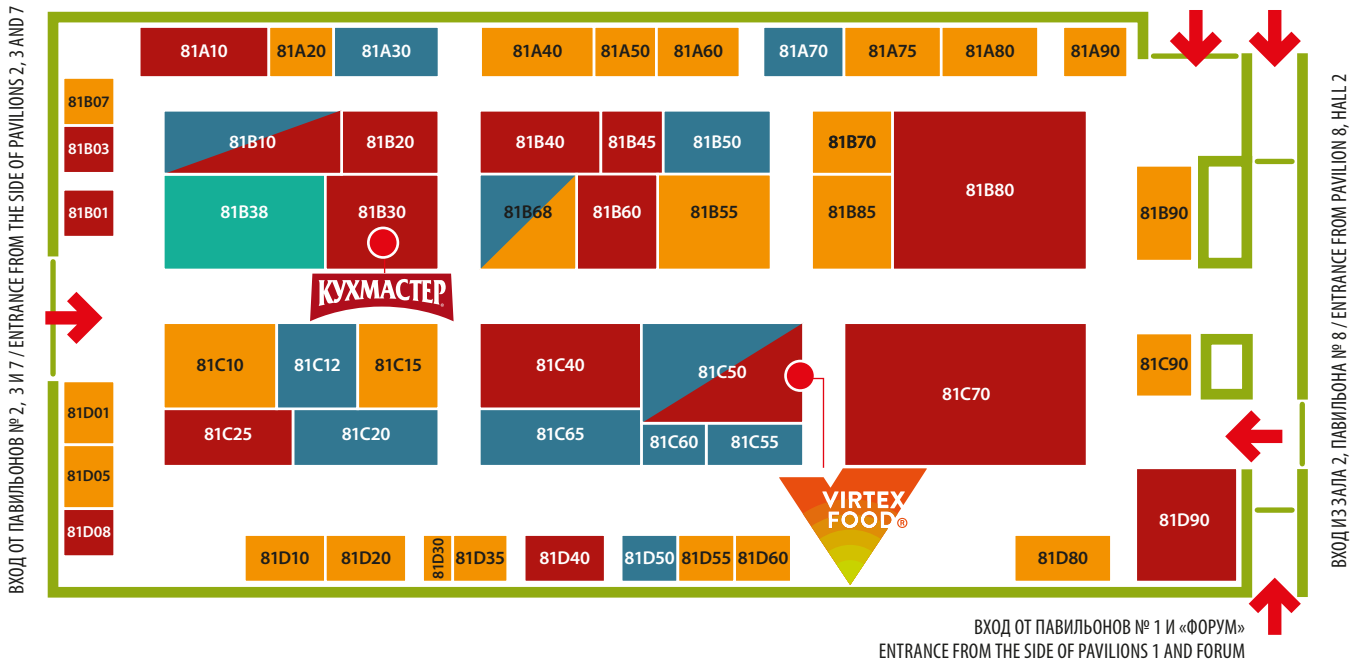 ВХОД ОТ ПАВИЛЬОНОВ № 2, 3 И 7 / ENTRANCE FROM THE SIDE OF PAVILIONS 2, 3 AND 7
81A10
81A20
81A30
81A40
81A50
81A60
81A70
81A75
81A80
81A90
81B07
81B03
81B01
81B10
81B20
81B40
81B45
81B50
81B70
81B80
81B38
81B30
81B68
81B60
81B55
81B85
81B90
КУХМАСТЕР
81C10
81C12
81C15
81C40
81C50
81C70
81C90
81C25
81C20
81C65
81C60
81C55
81D01
81D05
81D08
VIRTEX
FOOD®
81D90
81D10
81D20
81D30
81D35
81D40
81D50
81D55
81D60
81D80
ВХОД ИЗ ЗАЛА 2, ПАВИЛЬОНА № 8 / ENTRANCE FROM PAVILION 8, HALL 2
ВХОД ОТ ПАВИЛЬОНОВ № 1 И «ФОРУМ»
ENTRANCE FROM THE SIDE OF PAVILIONS 1 AND FORUM